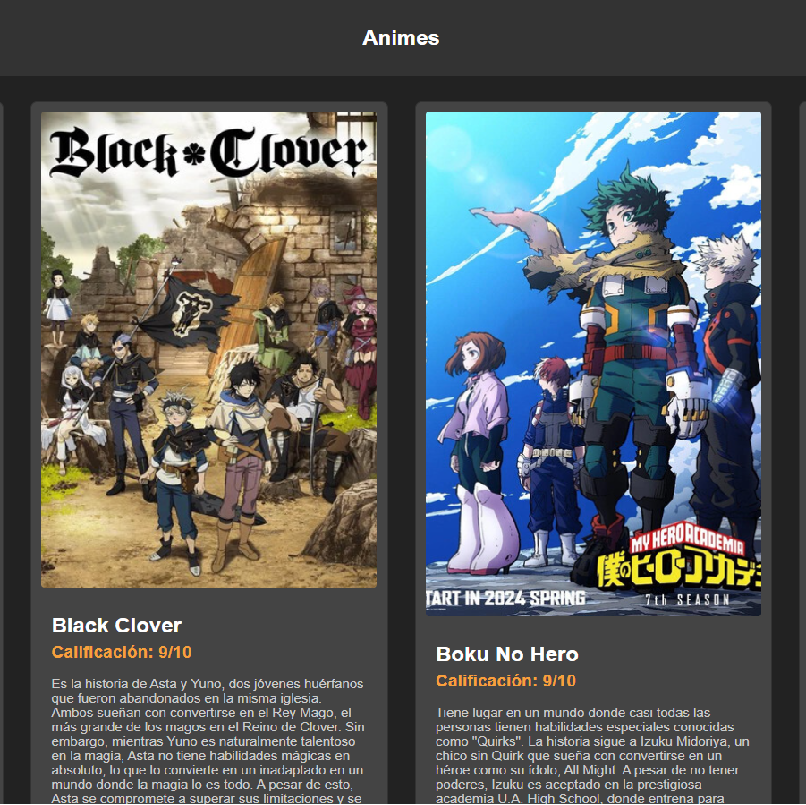 Animes
Black Clover
Black Clover
Calificación: 9/10
Es la historia de Asta y Yuno, dos jóvenes huérfanos
que fueron abandonados en la misma iglesia.
Ambos sueñan con convertirse en el Rey Mago, el
más grande de los magos en el Reino de Clover. Sin
embargo, mientras Yuno es naturalmente talentoso
en la magia, Asta no tiene habilidades mágicas en
absoluto, lo que lo convierte en un inadaptado en un
mundo donde la magia lo es todo. A pesar de esto,
Asta se compromete a superar sus limitaciones y se
MY HERO ACADEMIA
僕のヒーローアカデミ
START IN 2024 SPRING
7th SEASON
Boku No Hero
Calificación: 9/10
Tiene lugar en un mundo donde casi todas las
personas tienen habilidades especiales conocidas
como "Quirks". La historia sigue a Izuku Midoriya, un
chico sin Quirk que sueña con convertirse en un
héroe como su ídolo, All Might. A pesar de no tener
poderes, Izuku es aceptado en la prestigiosa
academia U.A. High School, donde entrena para